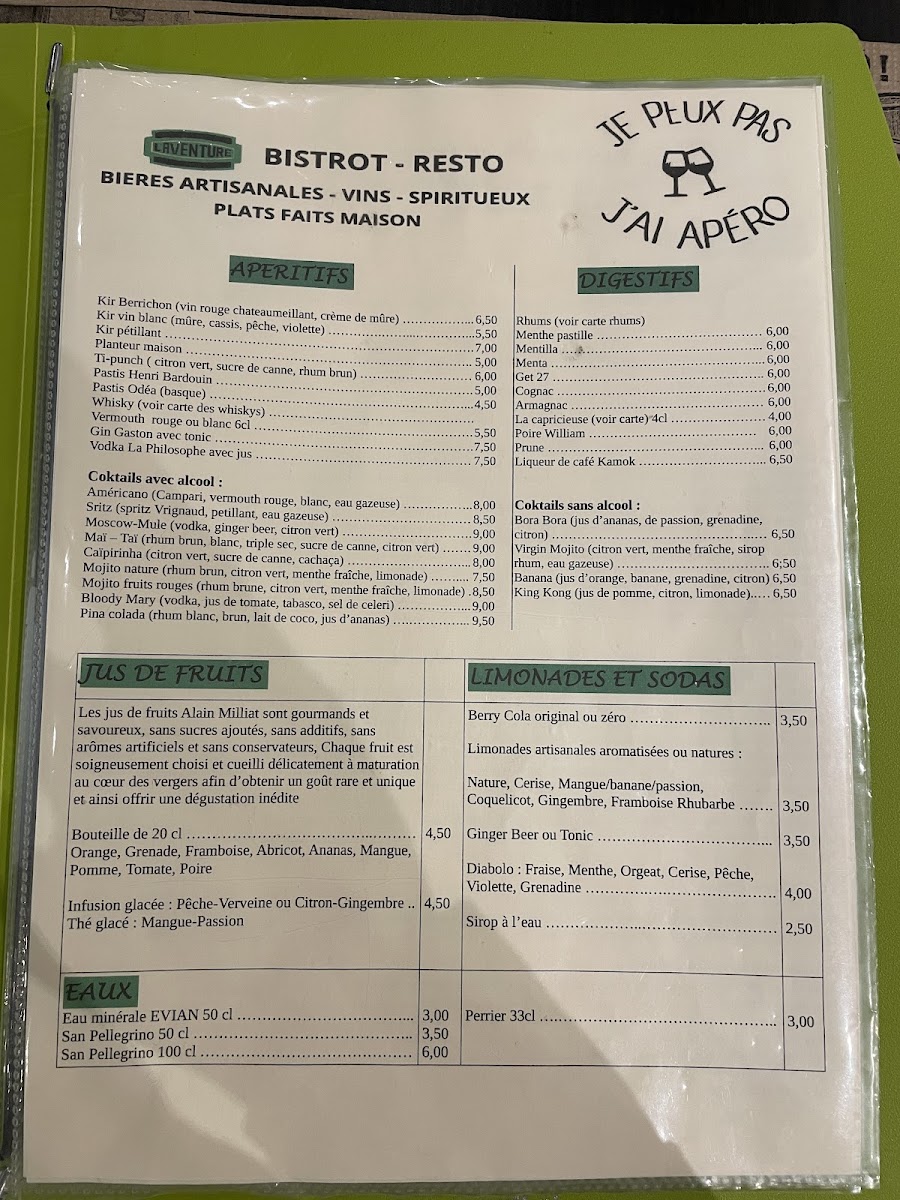 LAVENTURE
BISTROT - RESTO
BIERES ARTISANALES - VINS - SPIRITUEUX
PLATS FAITS MAISON
JE PEUX PAS
J'AI APÉRO
!
APERITIFS
Kir Berrichon (vin rouge chateaumeillant, crème de mûre) ……………..6,50
Kir vin blanc (mûre, cassis, pêche, violette) ……………………………5,50
Kir pétillant ……………………………………………………………7,00
Planteur maison ………………………………………………………… 5,00
Ti-punch ( citron vert, sucre de canne, rhum brun) …………………… 6,00
Pastis Henri Bardouin …………………………………………………… 5,00
Pastis Odéa (basque) ……………………………………………………4,50
Whisky (voir carte des whiskys) …………………………………………
Vermouth rouge ou blanc 6cl ……………………………………………5,50
Gin Gaston avec tonic ……………………………………………………7,50
Vodka La Philosophe avec jus ……………………………………………7,50
Coktails avec alcool :
Américano (Campari, vermouth rouge, blanc, eau gazeuse) ……………8,00
Sritz (spritz Vrignaud, petillant, eau gazeuse) ………………………… 8,50
Moscow-Mule (vodka, ginger beer, citron vert) …………………………9,00
Maï – Taï (rhum brun, blanc, triple sec, sucre de canne, citron vert) …….9,00
Caïpirinha (citron vert, sucre de canne, cachaça) ……………………… 8,00
Mojito nature (rhum brun, citron vert, menthe fraîche, limonade) ……… 7,50
Mojito fruits rouges (rhum brune, citron vert, menthe fraîche, limonade) .8,50
Bloody Mary (vodka, jus de tomate, tabasco, sel de celeri) ……………9,00
Pina colada (rhum blanc, brun, lait de coco, jus d'ananas) …………….. 9,50
DIGESTIFS
Rhums (voir carte rhums)
Menthe pastille ……………………………………… 6,00
Mentilla ……………………………………………… 6,00
Menta …………………………………………………6,00
Get 27 …………………………………………………6,00
Cognac …………………………………………………6,00
Armagnac ……………………………………………… 6,00
La capricieuse (voir carte) 4cl ……………………… 4,00
Poire William ………………………………………… 6,00
Prune ………………………………………………… 6,00
Liqueur de café Kamok …………………………….. 6,50
Coktails sans alcool :
Bora Bora (jus d'ananas, de passion, grenadine,
citron) ………………………………………………… 6,50
Virgin Mojito (citron vert, menthe fraîche, sirop
rhum, eau gazeuse) …………………………………… 6;50
Banana (jus d'orange, banane, grenadine, citron) 6,50
King Kong (jus de pomme, citron, limonade)..… 6,50
JUS DE FRUITS
Les jus de fruits Alain Milliat sont gourmands et
savoureux, sans sucres ajoutés, sans additifs, sans
arômes artificiels et sans conservateurs, Chaque fruit est
soigneusement choisi et cueilli délicatement à maturation
au cœur des vergers afin d'obtenir un goût rare et unique
et ainsi offrir une dégustation inédite
Bouteille de 20 cl ………………………………..……… 4,50
Orange, Grenade, Framboise, Abricot, Ananas, Mangue,
Pomme, Tomate, Poire
Infusion glacée : Pêche-Verveine ou Citron-Gingembre .. 4,50
Thé glacé : Mangue-Passion
LIMONADES ET SODAS
Berry Cola original ou zéro ……………………….. 3,50
Limonades artisanales aromatisées ou natures :
Nature, Cerise, Mangue/banane/passion,
Coquelicot, Gingembre, Framboise Rhubarbe ……. 3,50
Ginger Beer ou Tonic ……………………………... 3,50
Diabolo : Fraise, Menthe, Orgeat, Cerise, Pêche,
Violette, Grenadine ………………………………… 4,00
Sirop à l'eau ………………..……………………… 2,50
EAUX
Eau minérale EVIAN 50 cl …………………………….. 3,00
San Pellegrino 50 cl …………………………………….. 3,50
San Pellegrino 100 cl …………………………………… 6,00
Perrier 33cl ……………………………………….. 3,00